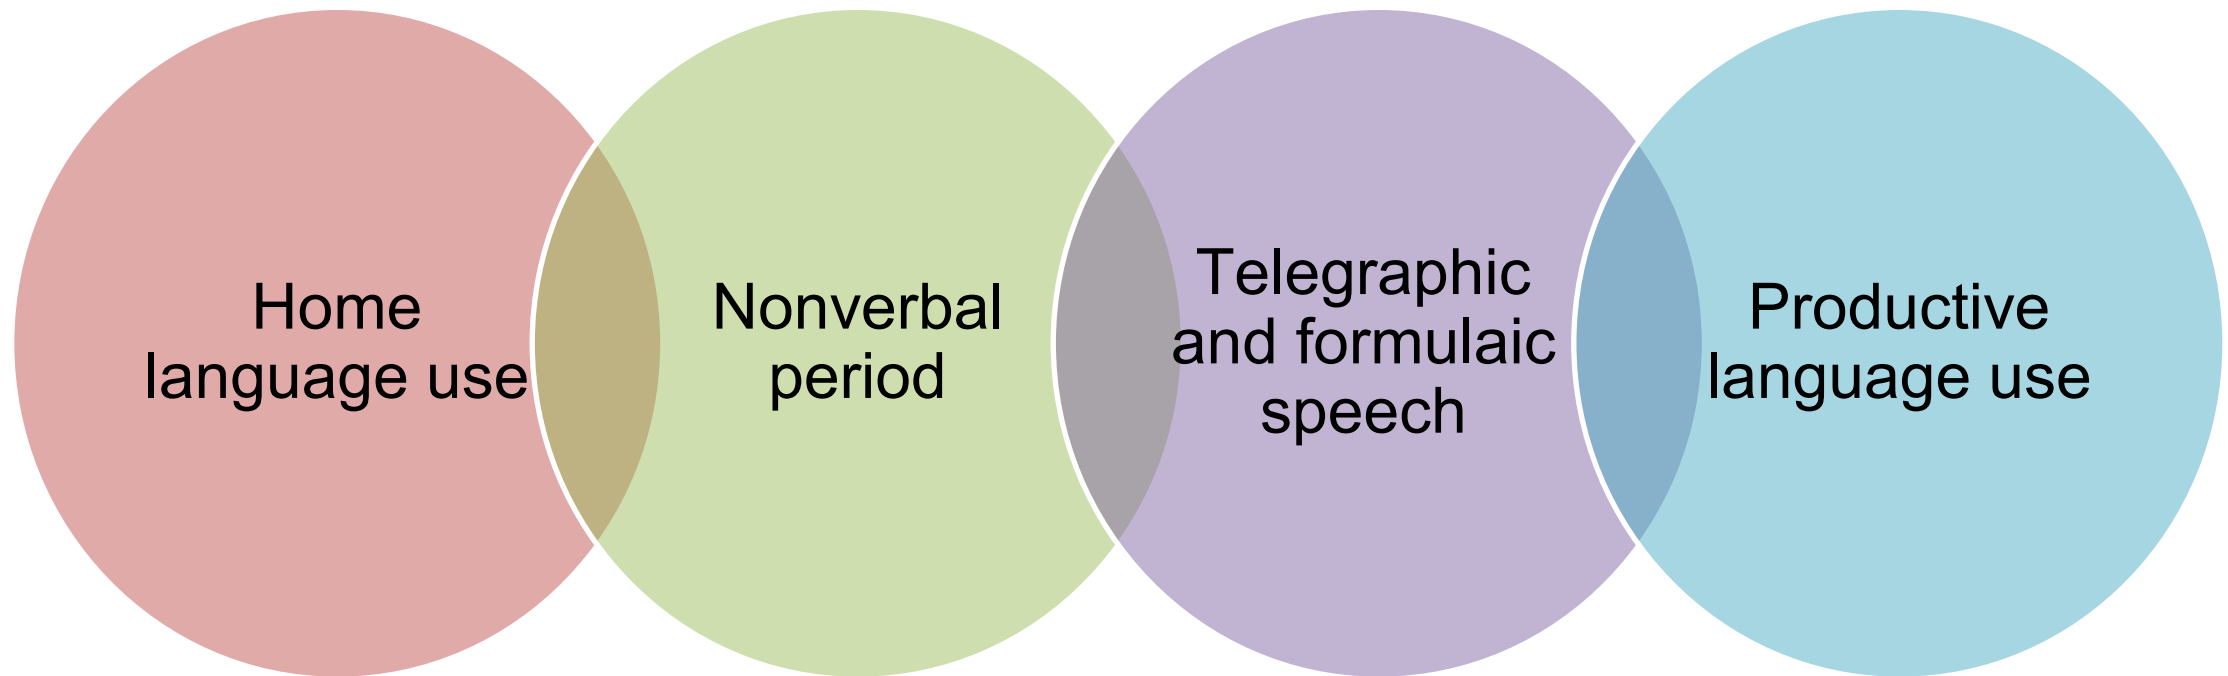 Home
language use
Nonverbal
period
Telegraphic
and formulaic
speech
Productive
language use